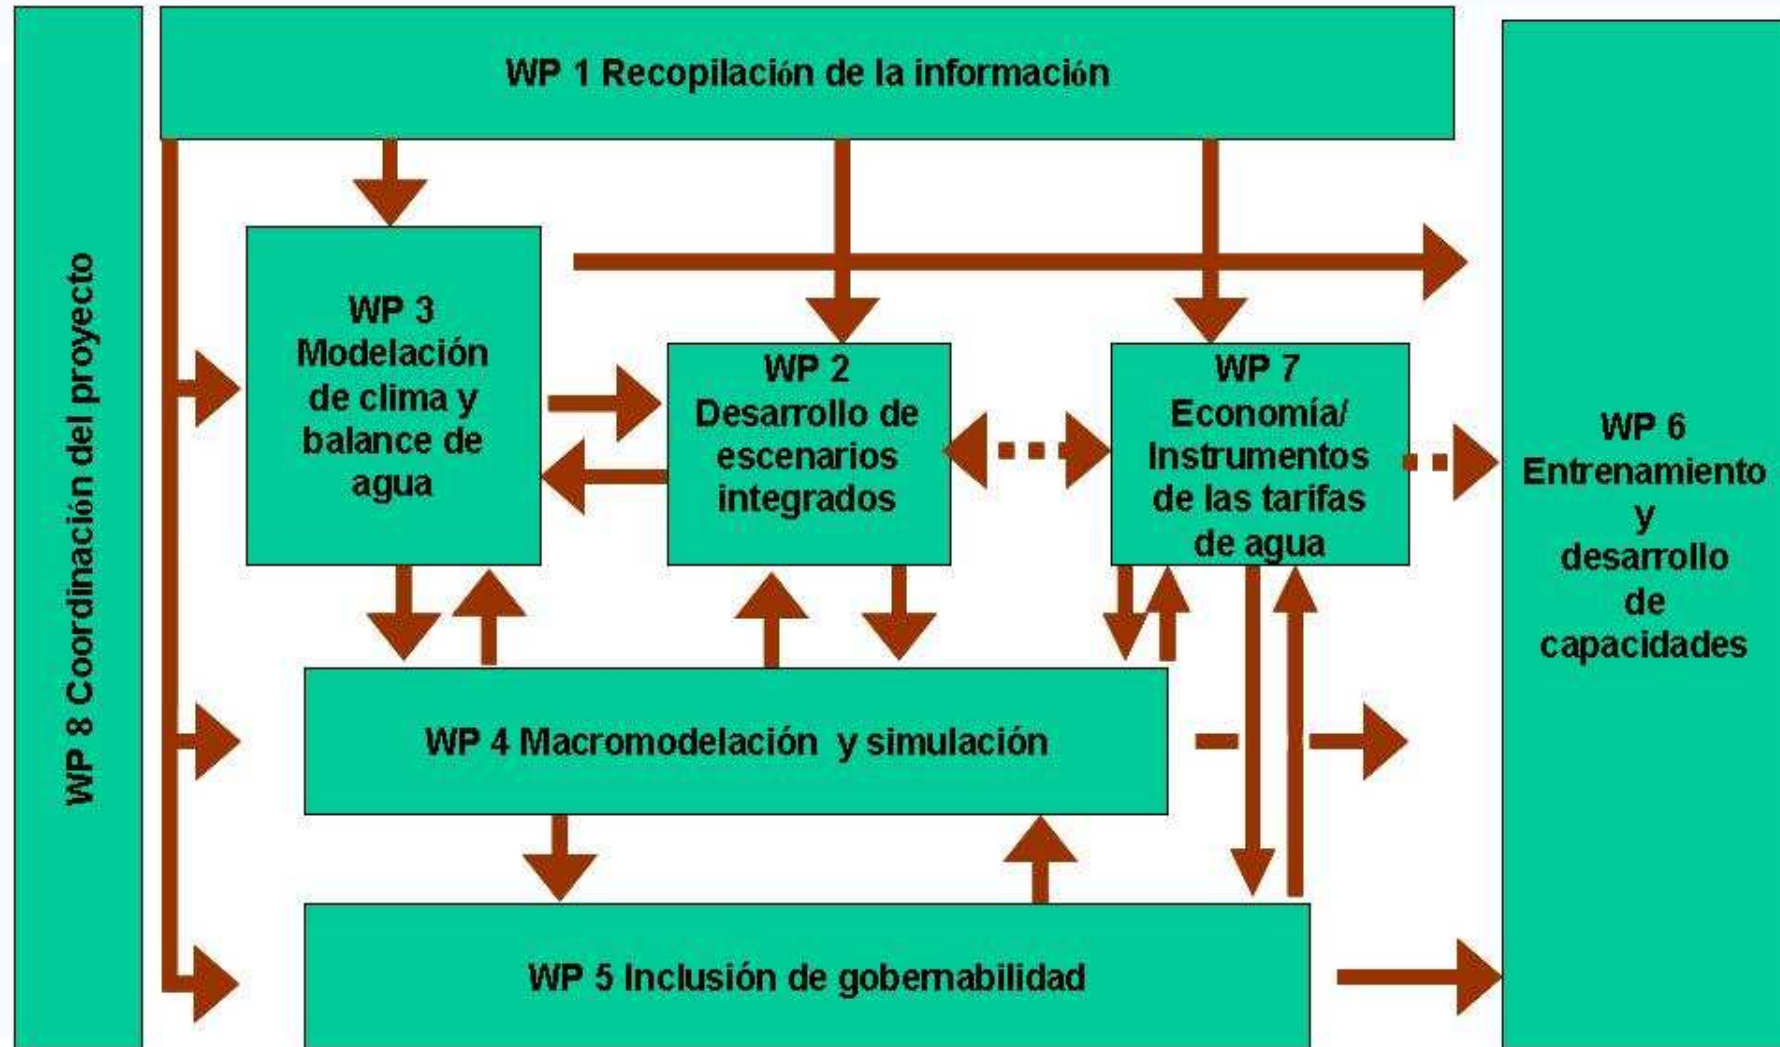 WP 8 Coordinación del proyecto
WP 1 Recopilación de la información
WP 3
Modelación
de clima y
balance de
agua
WP 2
Desarrollo de
escenarios
integrados
WP 7
Economía/
Instrumentos
de las tarifas
de agua
WP 6
Entrenamiento
y
desarrollo
de
capacidades
WP 4 Macromodelación y simulación
WP 5 Inclusión de gobernabilidad